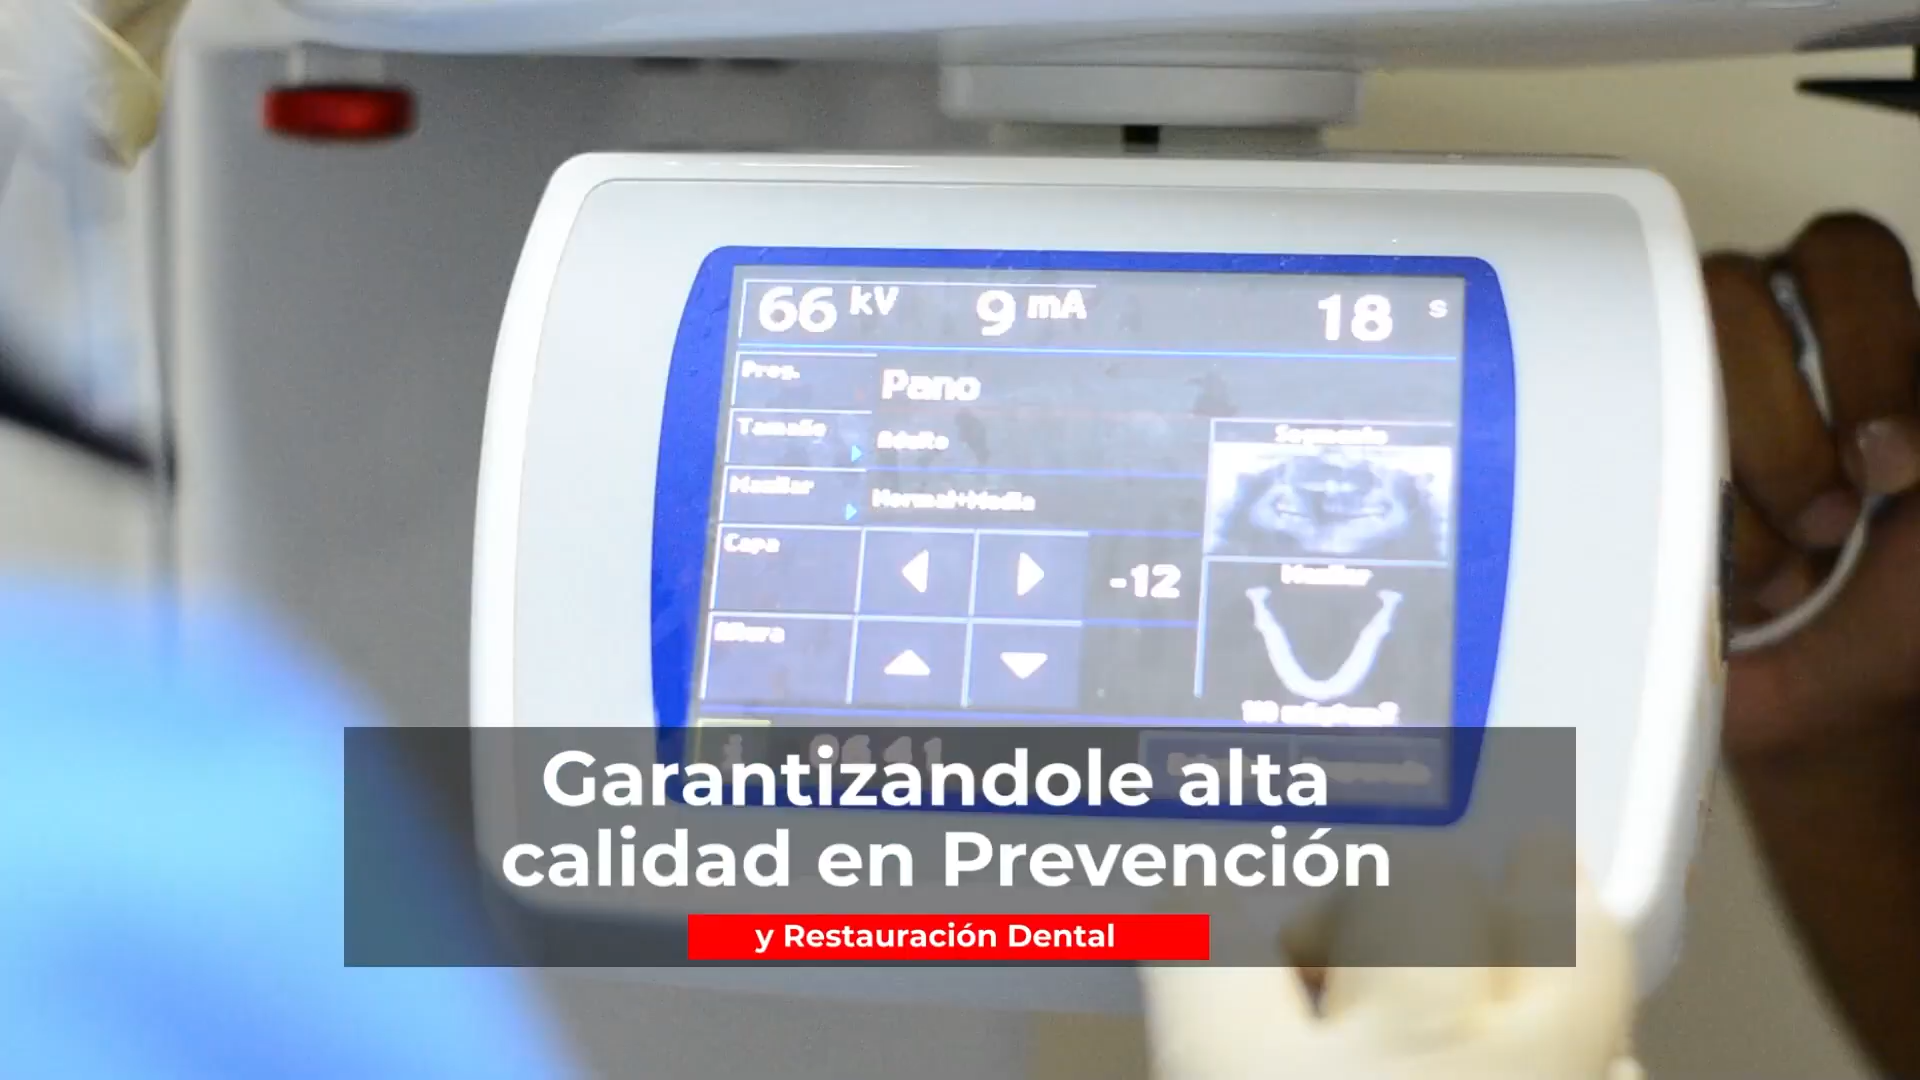 66 kV 9 mA 18 s
Prog. Pano
Tamaño Adulto
Segmento
Maxilar Normal+Media
Capa -12
Maxilar
Altura
Garantizandole alta
calidad en Prevención
y Restauración Dental